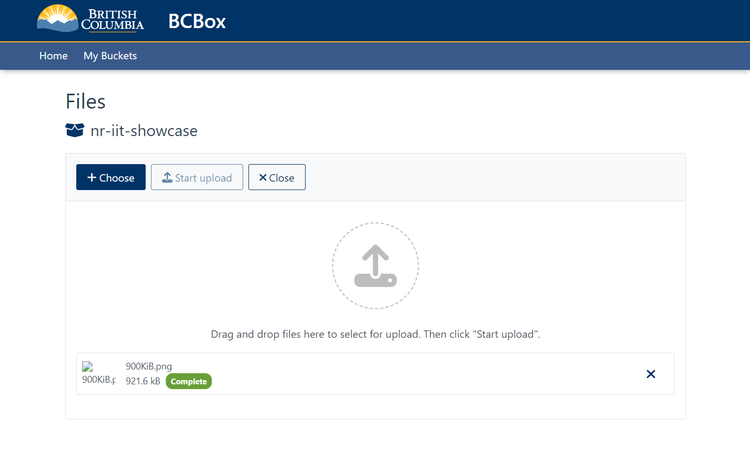 BRITISH
COLUMBIA
BCBox
Home My Buckets
Files
nr-iit-showcase
Choose Start upload Close
Drag and drop files here to select for upload. Then click "Start upload".
900KiB.png
900KiB.p
921.6 kB Complete